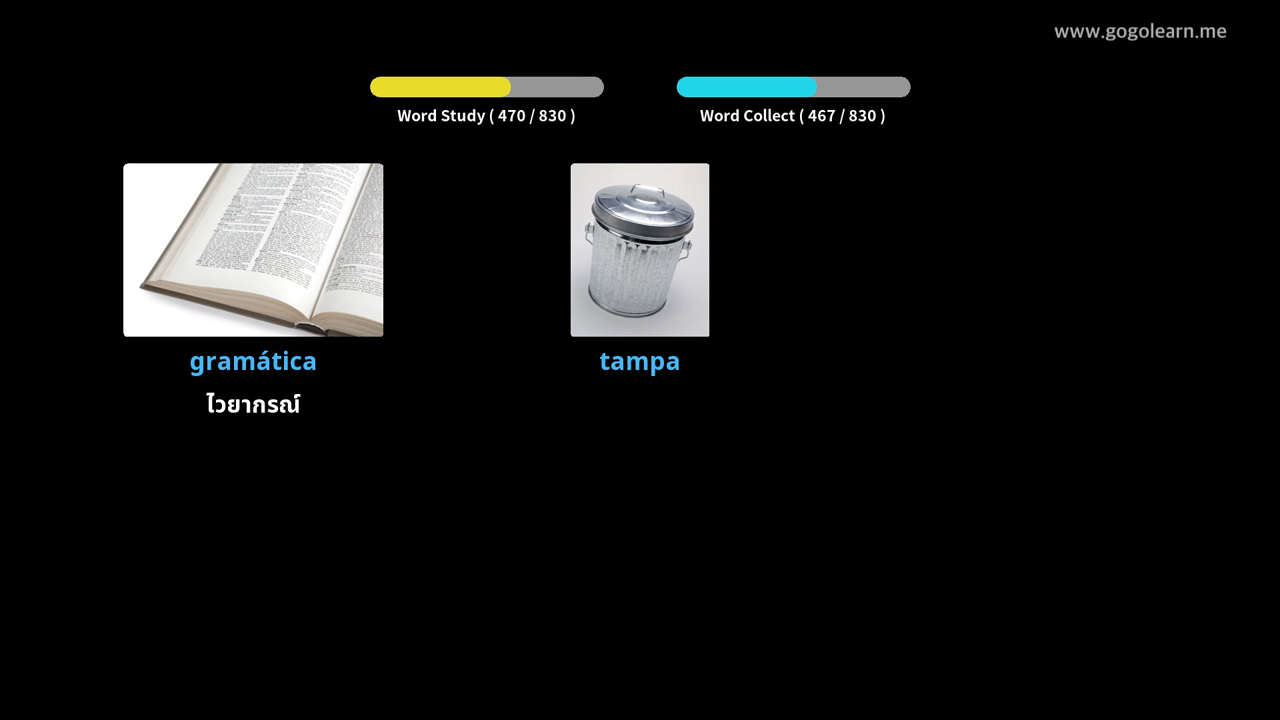 www.gogolearn.me
Word Study ( 470 / 830 )
Word Collect ( 467 / 830 )
gramática
ไวยากรณ์
tampa